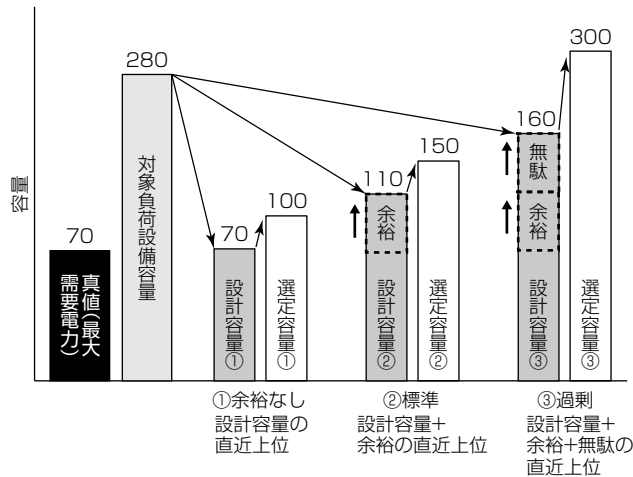 容量
70
真値(最大
需要電力)
280
対象負荷設備容量
70
設計容量①
100
選定容量①
110
余裕
設計容量②
150
選定容量②
160
無駄
余裕
設計容量③
300
選定容量③
①余裕なし
設計容量の
直近上位
②標準
設計容量+
余裕の直近上位
③過剰
設計容量+
余裕+無駄の
直近上位